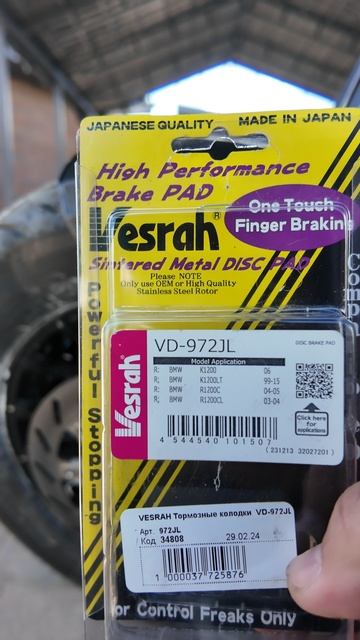 JAPANESE QUALITY MADE IN JAPAN
High Performance
Brake PAD
One Touch
Finger Braking
Vesrah®
Sintered Metal DISC PAD
Please NOTE
Only use OEM or High Quality
Stainless Steel Rotor
Powerful Stopping
Vesrah
VD-972JL
DISC BRAKE PAD
Model Application
R; BMW K1200 06
R; BMW K1200LT 99-15
R; BMW R1200C 04-05
R; BMW R1200CL 03-04
Click here
for
applications
4 544540 101507
(231213 32027201)
VESRAH Тормозные колодки VD-972JL
Арт. 972JL
Код 34808 29.02.24
1 000037 725876
for Control Freaks Only